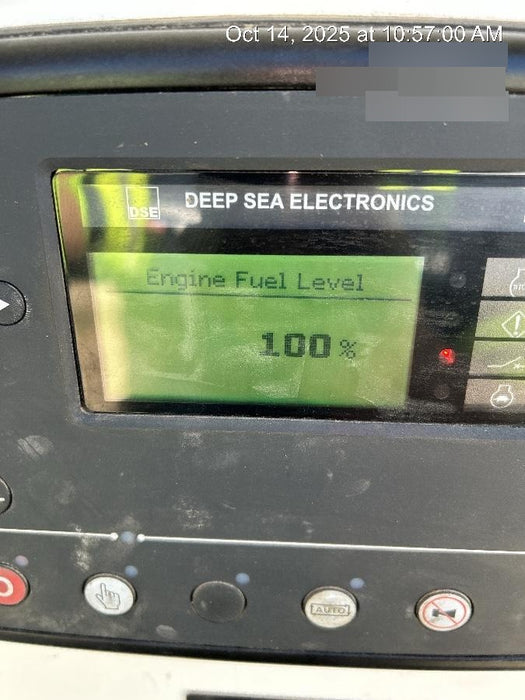 Oct 14, 2025 at 10:57:00 AM
DSE
DEEP SEA ELECTRONICS
Engine Fuel Level
100 %
AUTO